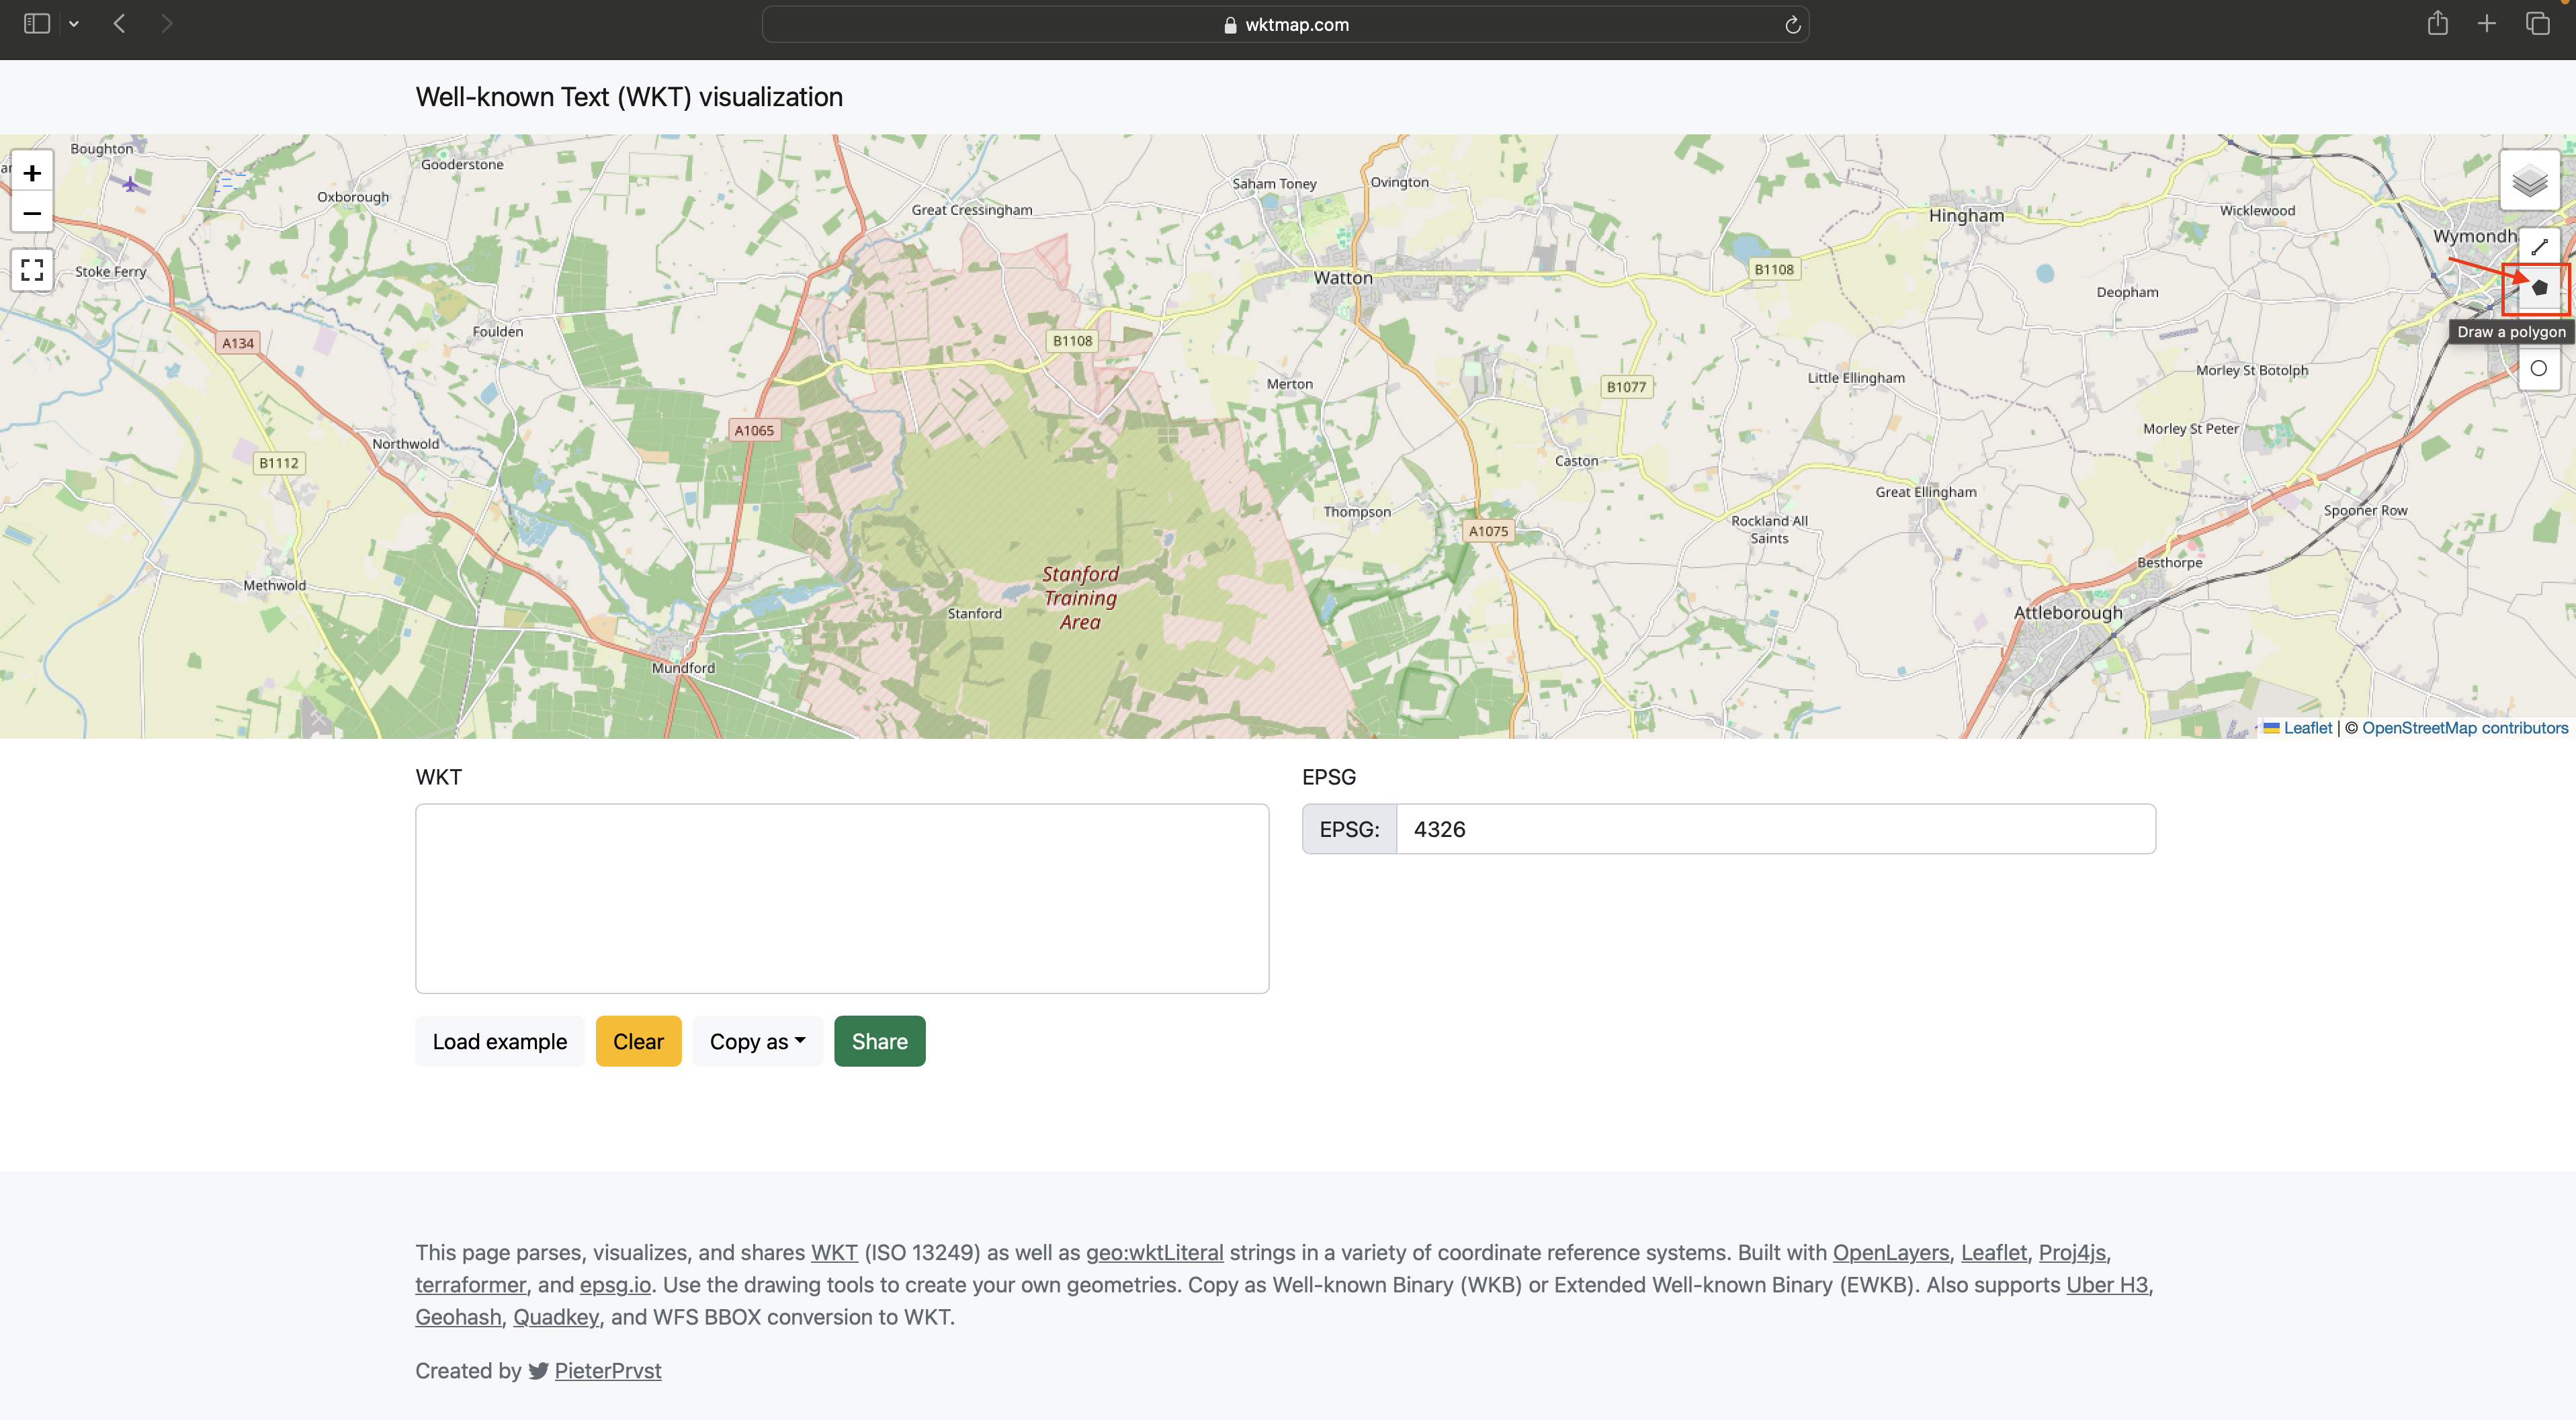 wktmap.com
Well-known Text (WKT) visualization
Boughton
Gooderstone
Oxborough
Great Cressingham
Saham Toney
Ovington
Hingham
Wicklewood
Wymondh
+
−
Stoke Ferry
Watton
B1108
Deopham
Foulden
A134
B1108
Draw a polygon
Merton
B1077
Little Ellingham
Morley St Botolph
A1065
Northwold
Morley St Peter
B1112
Caston
Great Ellingham
Thompson
Rockland All
Saints
Spooner Row
A1075
Besthorpe
Methwold
Stanford
Training
Area
Stanford
Attleborough
Mundford
Leaflet | © OpenStreetMap contributors
WKT
EPSG
EPSG: 4326
Load example Clear Copy as Share
This page parses, visualizes, and shares WKT (ISO 13249) as well as geo:wktLiteral strings in a variety of coordinate reference systems. Built with OpenLayers, Leaflet, Proj4js,
terraformer, and epsg.io. Use the drawing tools to create your own geometries. Copy as Well-known Binary (WKB) or Extended Well-known Binary (EWKB). Also supports Uber H3,
Geohash, Quadkey, and WFS BBOX conversion to WKT.
Created by PieterPrvst